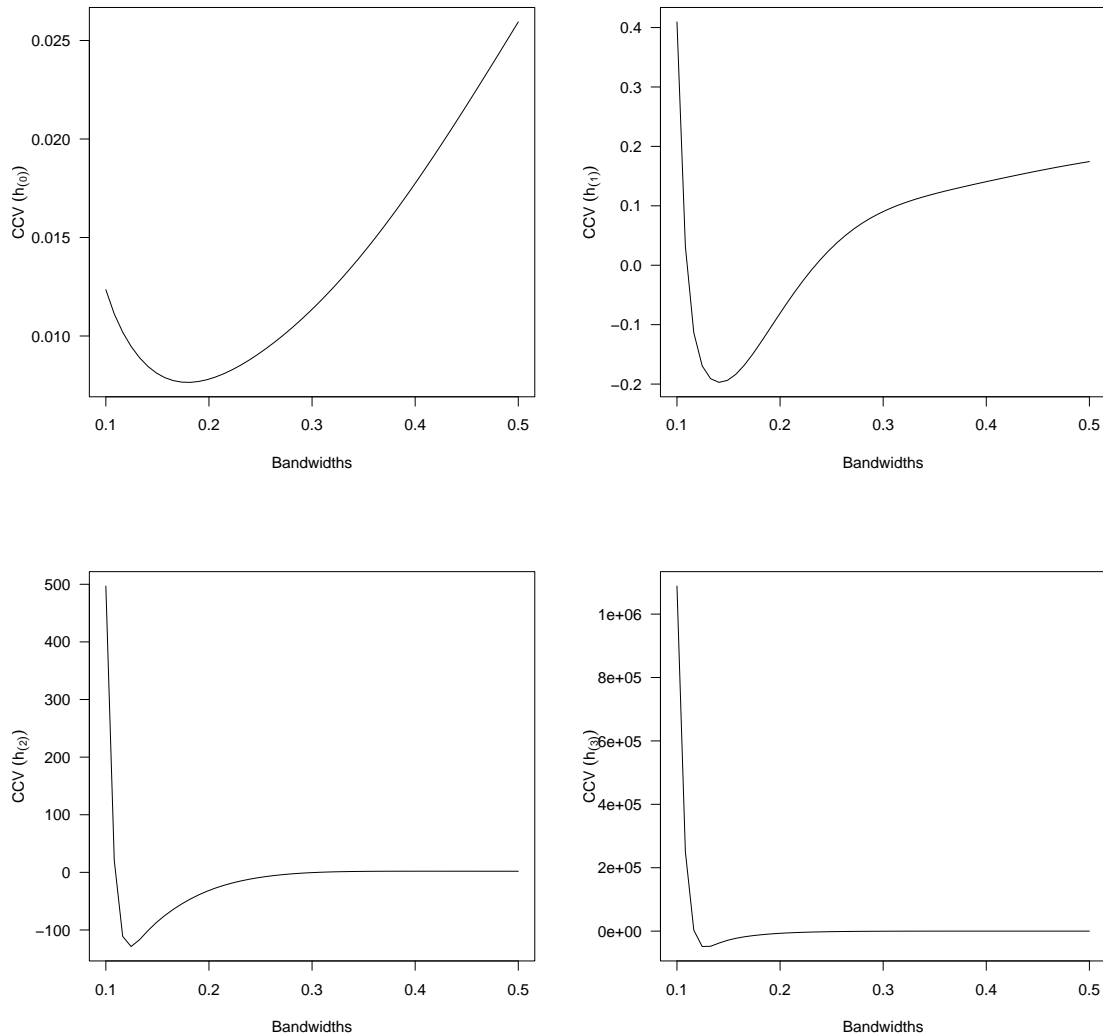 0.025
0.020
0.015
0.010
CCV (h(0))
0.1 0.2 0.3 0.4 0.5
Bandwidths
0.4
0.3
0.2
0.1
0.0
−0.1
−0.2
CCV (h(1))
0.1 0.2 0.3 0.4 0.5
Bandwidths
500
400
300
200
100
0
−100
CCV (h(2))
0.1 0.2 0.3 0.4 0.5
Bandwidths
1e+06
8e+05
6e+05
4e+05
2e+05
0e+00
CCV (h(3))
0.1 0.2 0.3 0.4 0.5
Bandwidths